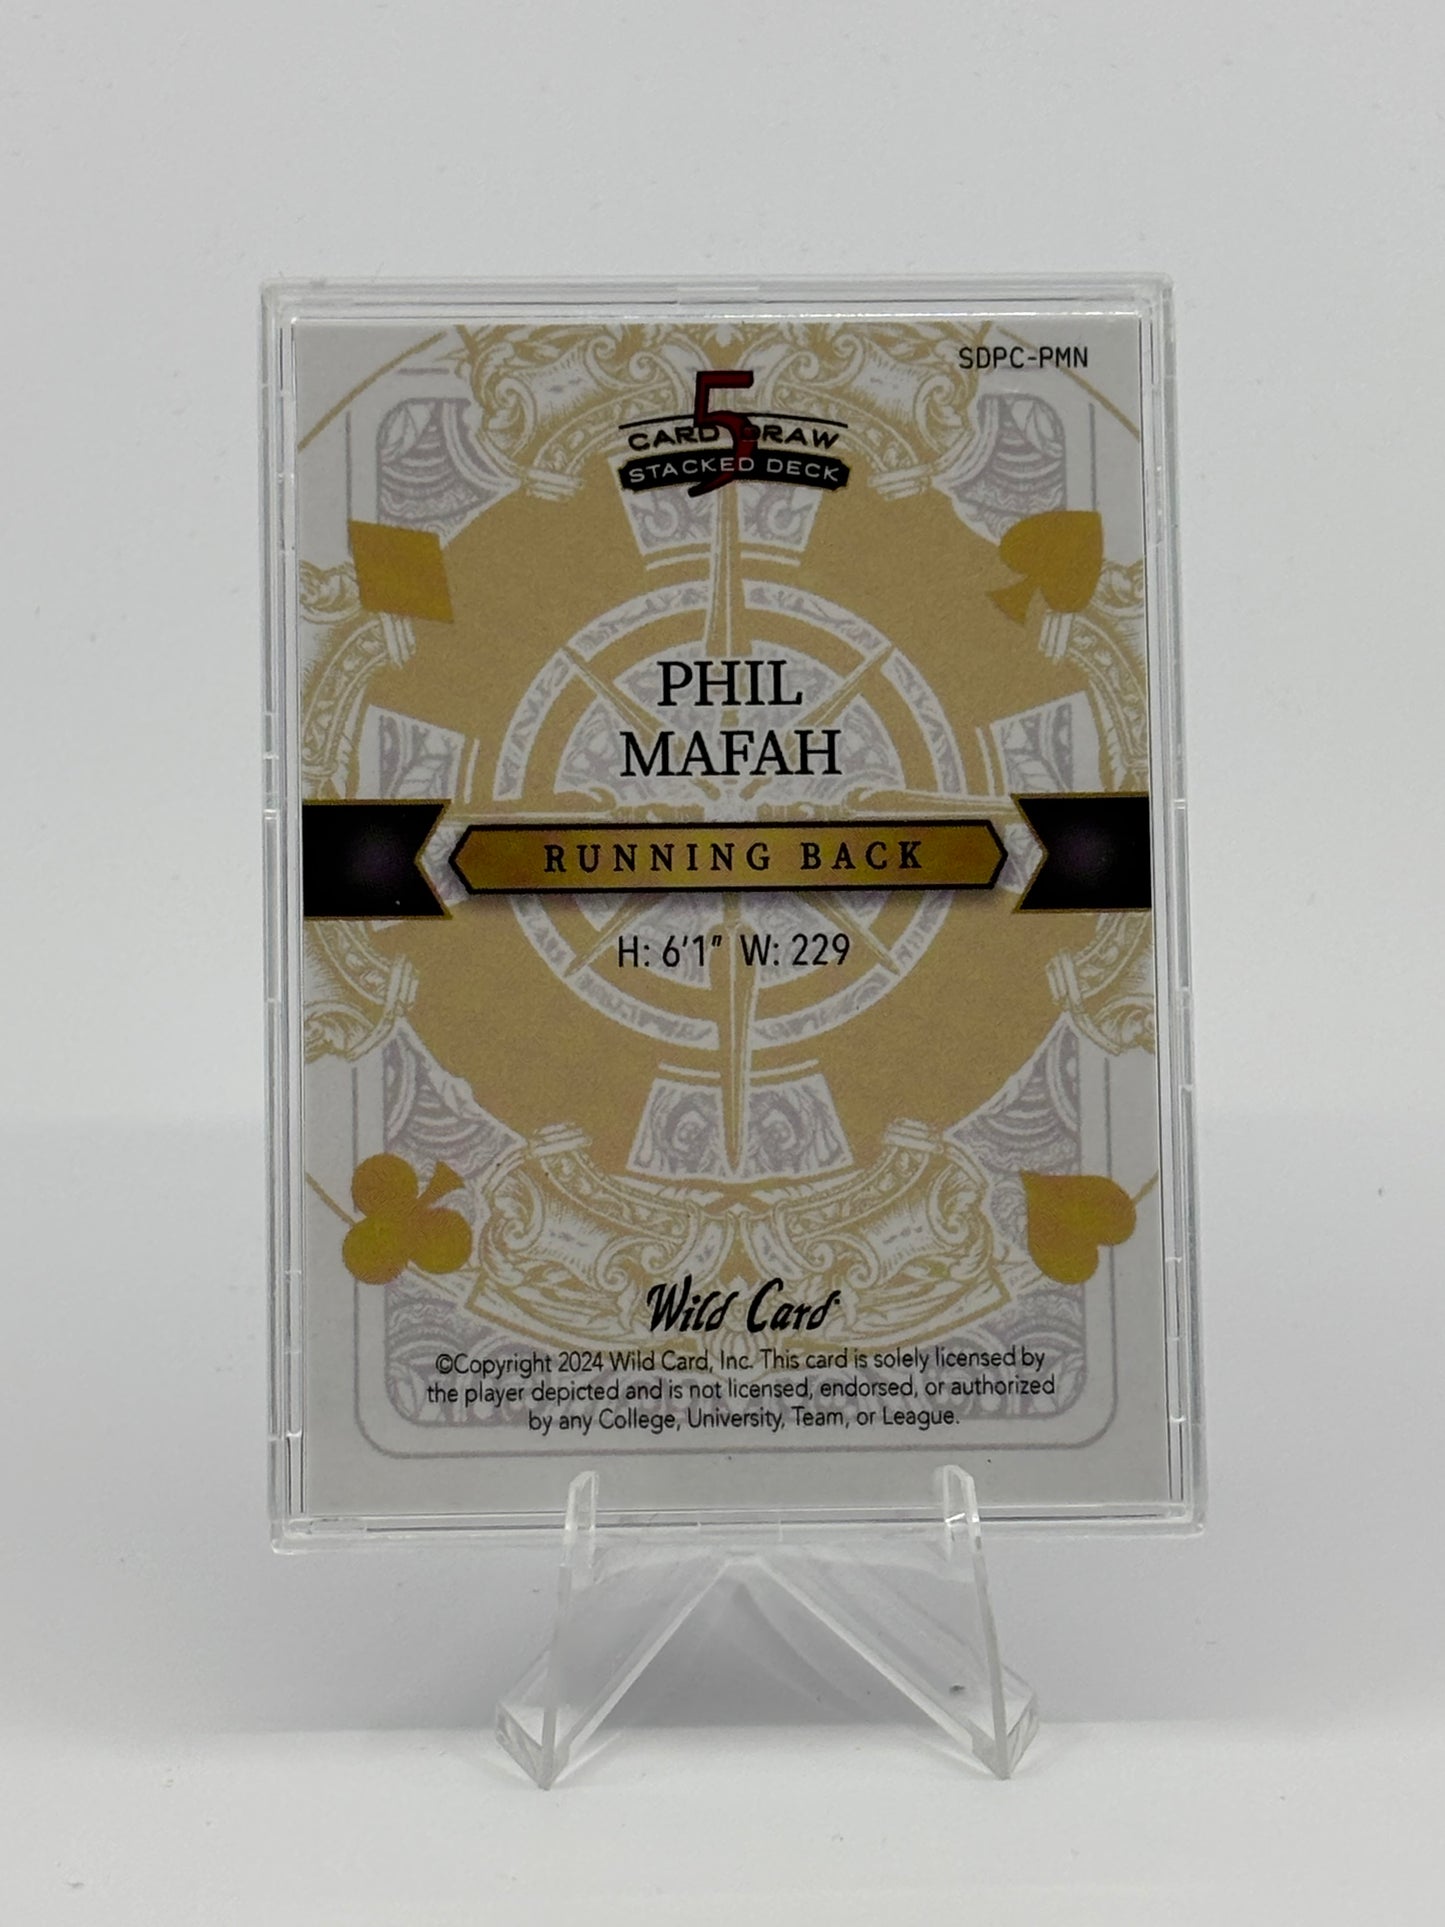 SDPC-PMN
5
CARD DRAW
STACKED DECK
PHIL
MAFAH
RUNNING BACK
H: 6'1" W: 229
Wild Card
©Copyright 2024 Wild Card, Inc. This card is solely licensed by
the player depicted and is not licensed, endorsed, or authorized
by any College, University, Team, or League.